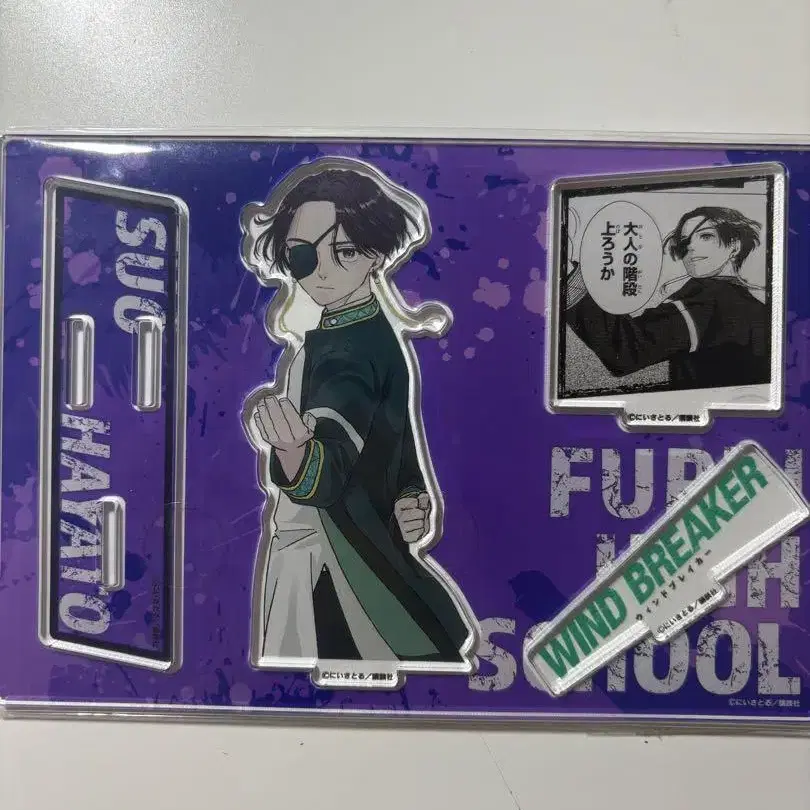 SUO
HAYATO
©にいさとる／講談社
大人の階段
上ろうか
©にいさとる／講談社
FURIN
HIGH
SCHOOL
WIND BREAKER
ウィンドブレイカー
©にいさとる／講談社
©にいさとる／講談社